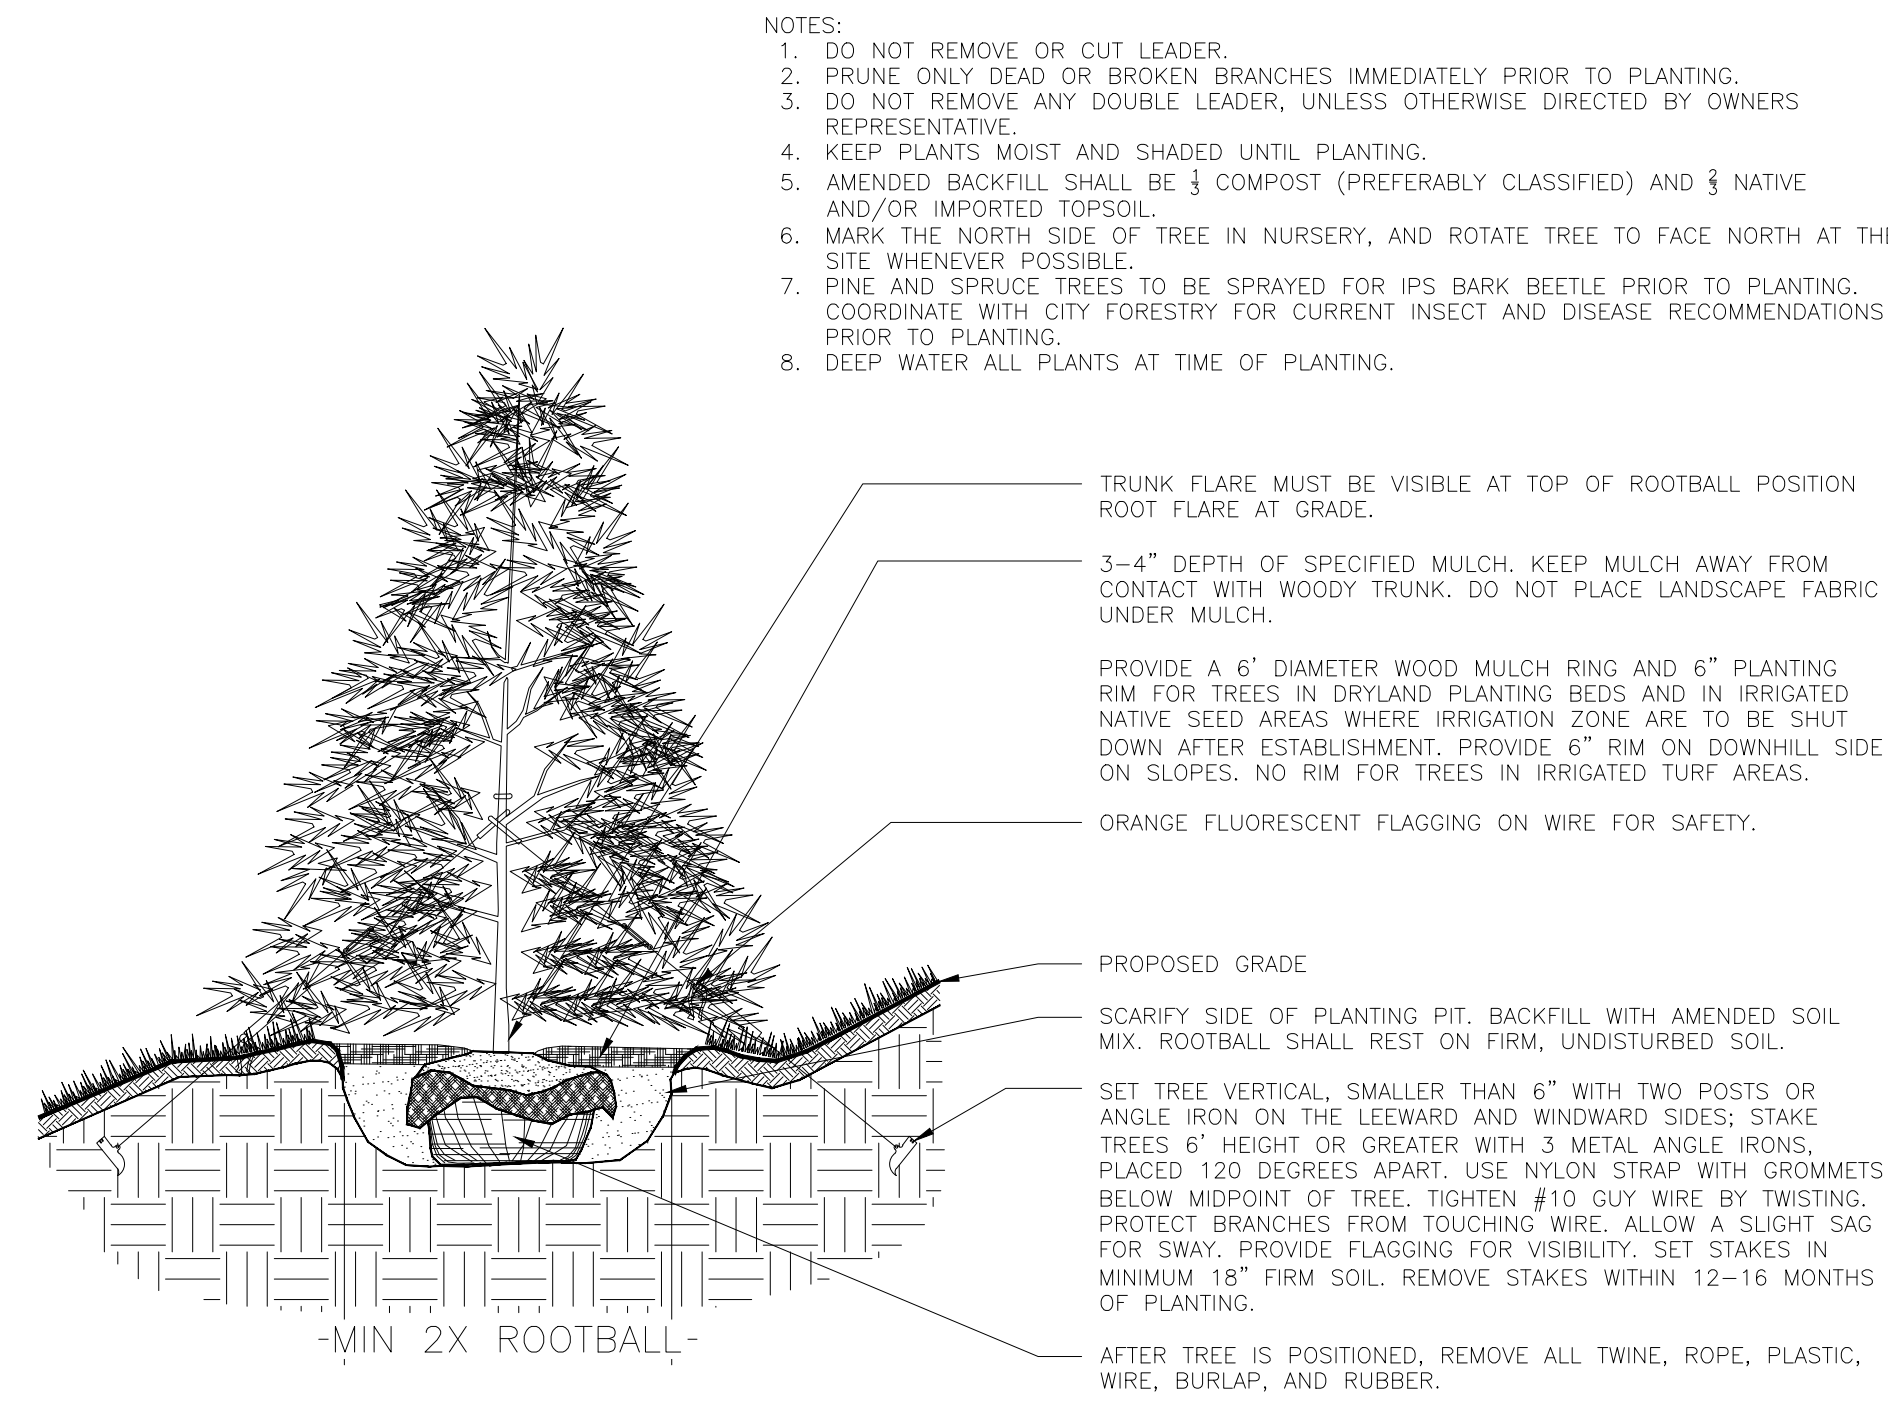 NOTES:
1. DO NOT REMOVE OR CUT LEADER.
2. PRUNE ONLY DEAD OR BROKEN BRANCHES IMMEDIATELY PRIOR TO PLANTING.
3. DO NOT REMOVE ANY DOUBLE LEADER, UNLESS OTHERWISE DIRECTED BY OWNERS
REPRESENTATIVE.
4. KEEP PLANTS MOIST AND SHADED UNTIL PLANTING.
5. AMENDED BACKFILL SHALL BE 1/3 COMPOST (PREFERABLY CLASSIFIED) AND 2/3 NATIVE
AND/OR IMPORTED TOPSOIL.
6. MARK THE NORTH SIDE OF TREE IN NURSERY, AND ROTATE TREE TO FACE NORTH AT THE
SITE WHENEVER POSSIBLE.
7. PINE AND SPRUCE TREES TO BE SPRAYED FOR IPS BARK BEETLE PRIOR TO PLANTING.
COORDINATE WITH CITY FORESTRY FOR CURRENT INSECT AND DISEASE RECOMMENDATIONS
PRIOR TO PLANTING.
8. DEEP WATER ALL PLANTS AT TIME OF PLANTING.
TRUNK FLARE MUST BE VISIBLE AT TOP OF ROOTBALL POSITION
ROOT FLARE AT GRADE.
3-4" DEPTH OF SPECIFIED MULCH. KEEP MULCH AWAY FROM
CONTACT WITH WOODY TRUNK. DO NOT PLACE LANDSCAPE FABRIC
UNDER MULCH.
PROVIDE A 6' DIAMETER WOOD MULCH RING AND 6" PLANTING
RIM FOR TREES IN DRYLAND PLANTING BEDS AND IN IRRIGATED
NATIVE SEED AREAS WHERE IRRIGATION ZONE ARE TO BE SHUT
DOWN AFTER ESTABLISHMENT. PROVIDE 6" RIM ON DOWNHILL SIDE
ON SLOPES. NO RIM FOR TREES IN IRRIGATED TURF AREAS.
ORANGE FLUORESCENT FLAGGING ON WIRE FOR SAFETY.
PROPOSED GRADE
SCARIFY SIDE OF PLANTING PIT. BACKFILL WITH AMENDED SOIL
MIX. ROOTBALL SHALL REST ON FIRM, UNDISTURBED SOIL.
SET TREE VERTICAL, SMALLER THAN 6" WITH TWO POSTS OR
ANGLE IRON ON THE LEEWARD AND WINDWARD SIDES; STAKE
TREES 6' HEIGHT OR GREATER WITH 3 METAL ANGLE IRONS,
PLACED 120 DEGREES APART. USE NYLON STRAP WITH GROMMETS
BELOW MIDPOINT OF TREE. TIGHTEN #10 GUY WIRE BY TWISTING.
PROTECT BRANCHES FROM TOUCHING WIRE. ALLOW A SLIGHT SAG
FOR SWAY. PROVIDE FLAGGING FOR VISIBILITY. SET STAKES IN
MINIMUM 18" FIRM SOIL. REMOVE STAKES WITHIN 12-16 MONTHS
OF PLANTING.
-MIN 2X ROOTBALL-
AFTER TREE IS POSITIONED, REMOVE ALL TWINE, ROPE, PLASTIC,
WIRE, BURLAP, AND RUBBER.